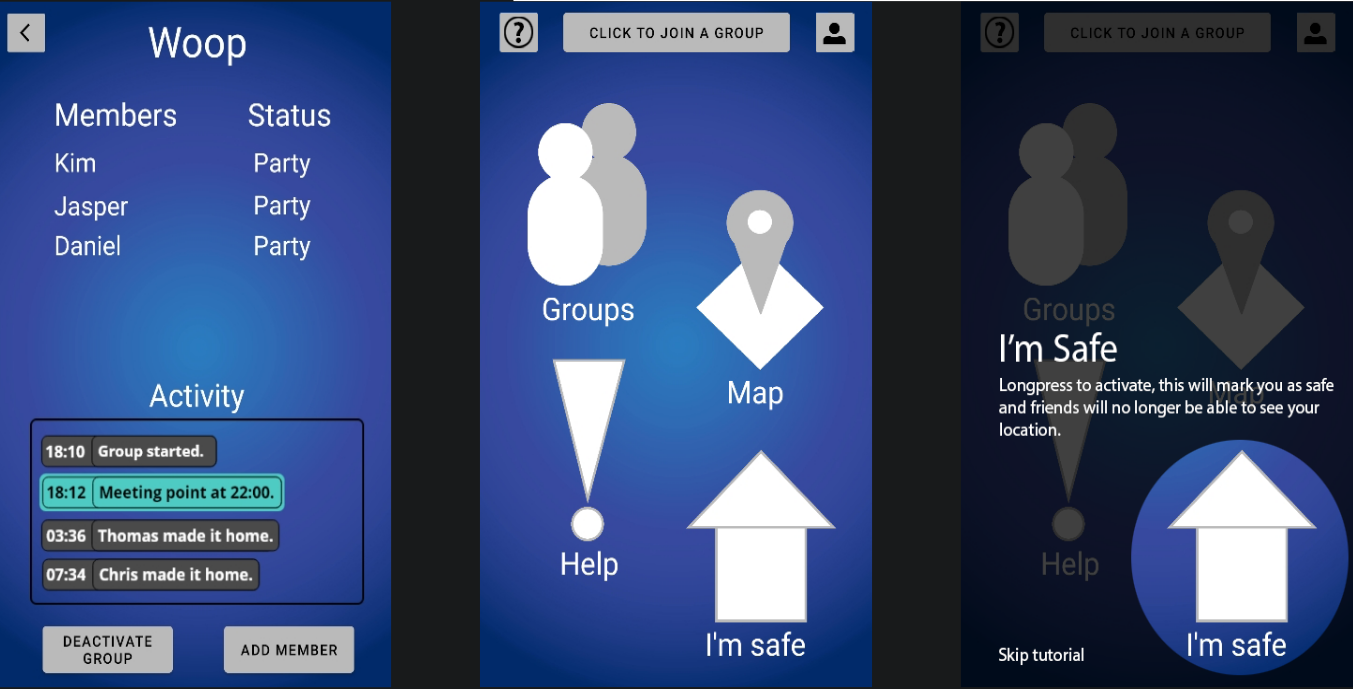 Woop
Members Status
Kim Party
Jasper Party
Daniel Party
Activity
18:10 Group started.
18:12 Meeting point at 22:00.
03:36 Thomas made it home.
07:34 Chris made it home.
DEACTIVATE
GROUP
ADD MEMBER
?
CLICK TO JOIN A GROUP
Groups
Map
Help
I'm safe
?
CLICK TO JOIN A GROUP
Groups
I'm Safe
Longpress to activate, this will mark you as safe
and friends will no longer be able to see your
location.
Map
Help
I'm safe
Skip tutorial